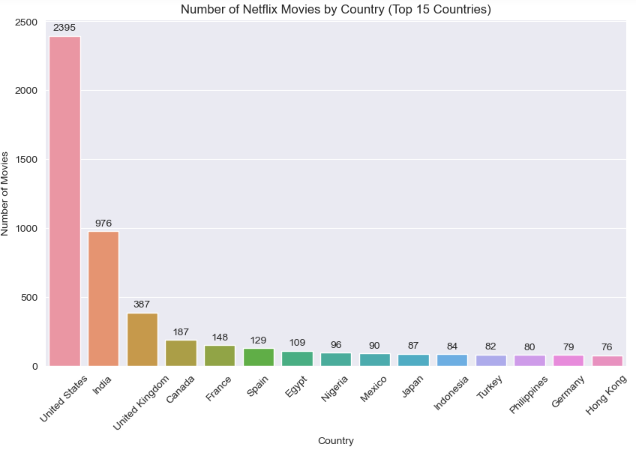 Number of Netflix Movies by Country (Top 15 Countries)
2500
2000
1500
1000
500
0
Number of Movies
2395
976
387
187
148
129
109
96
90
87
84
82
80
79
76
United States
India
United Kingdom
Canada
France
Spain
Egypt
Nigeria
Mexico
Japan
Indonesia
Turkey
Philippines
Germany
Hong Kong
Country